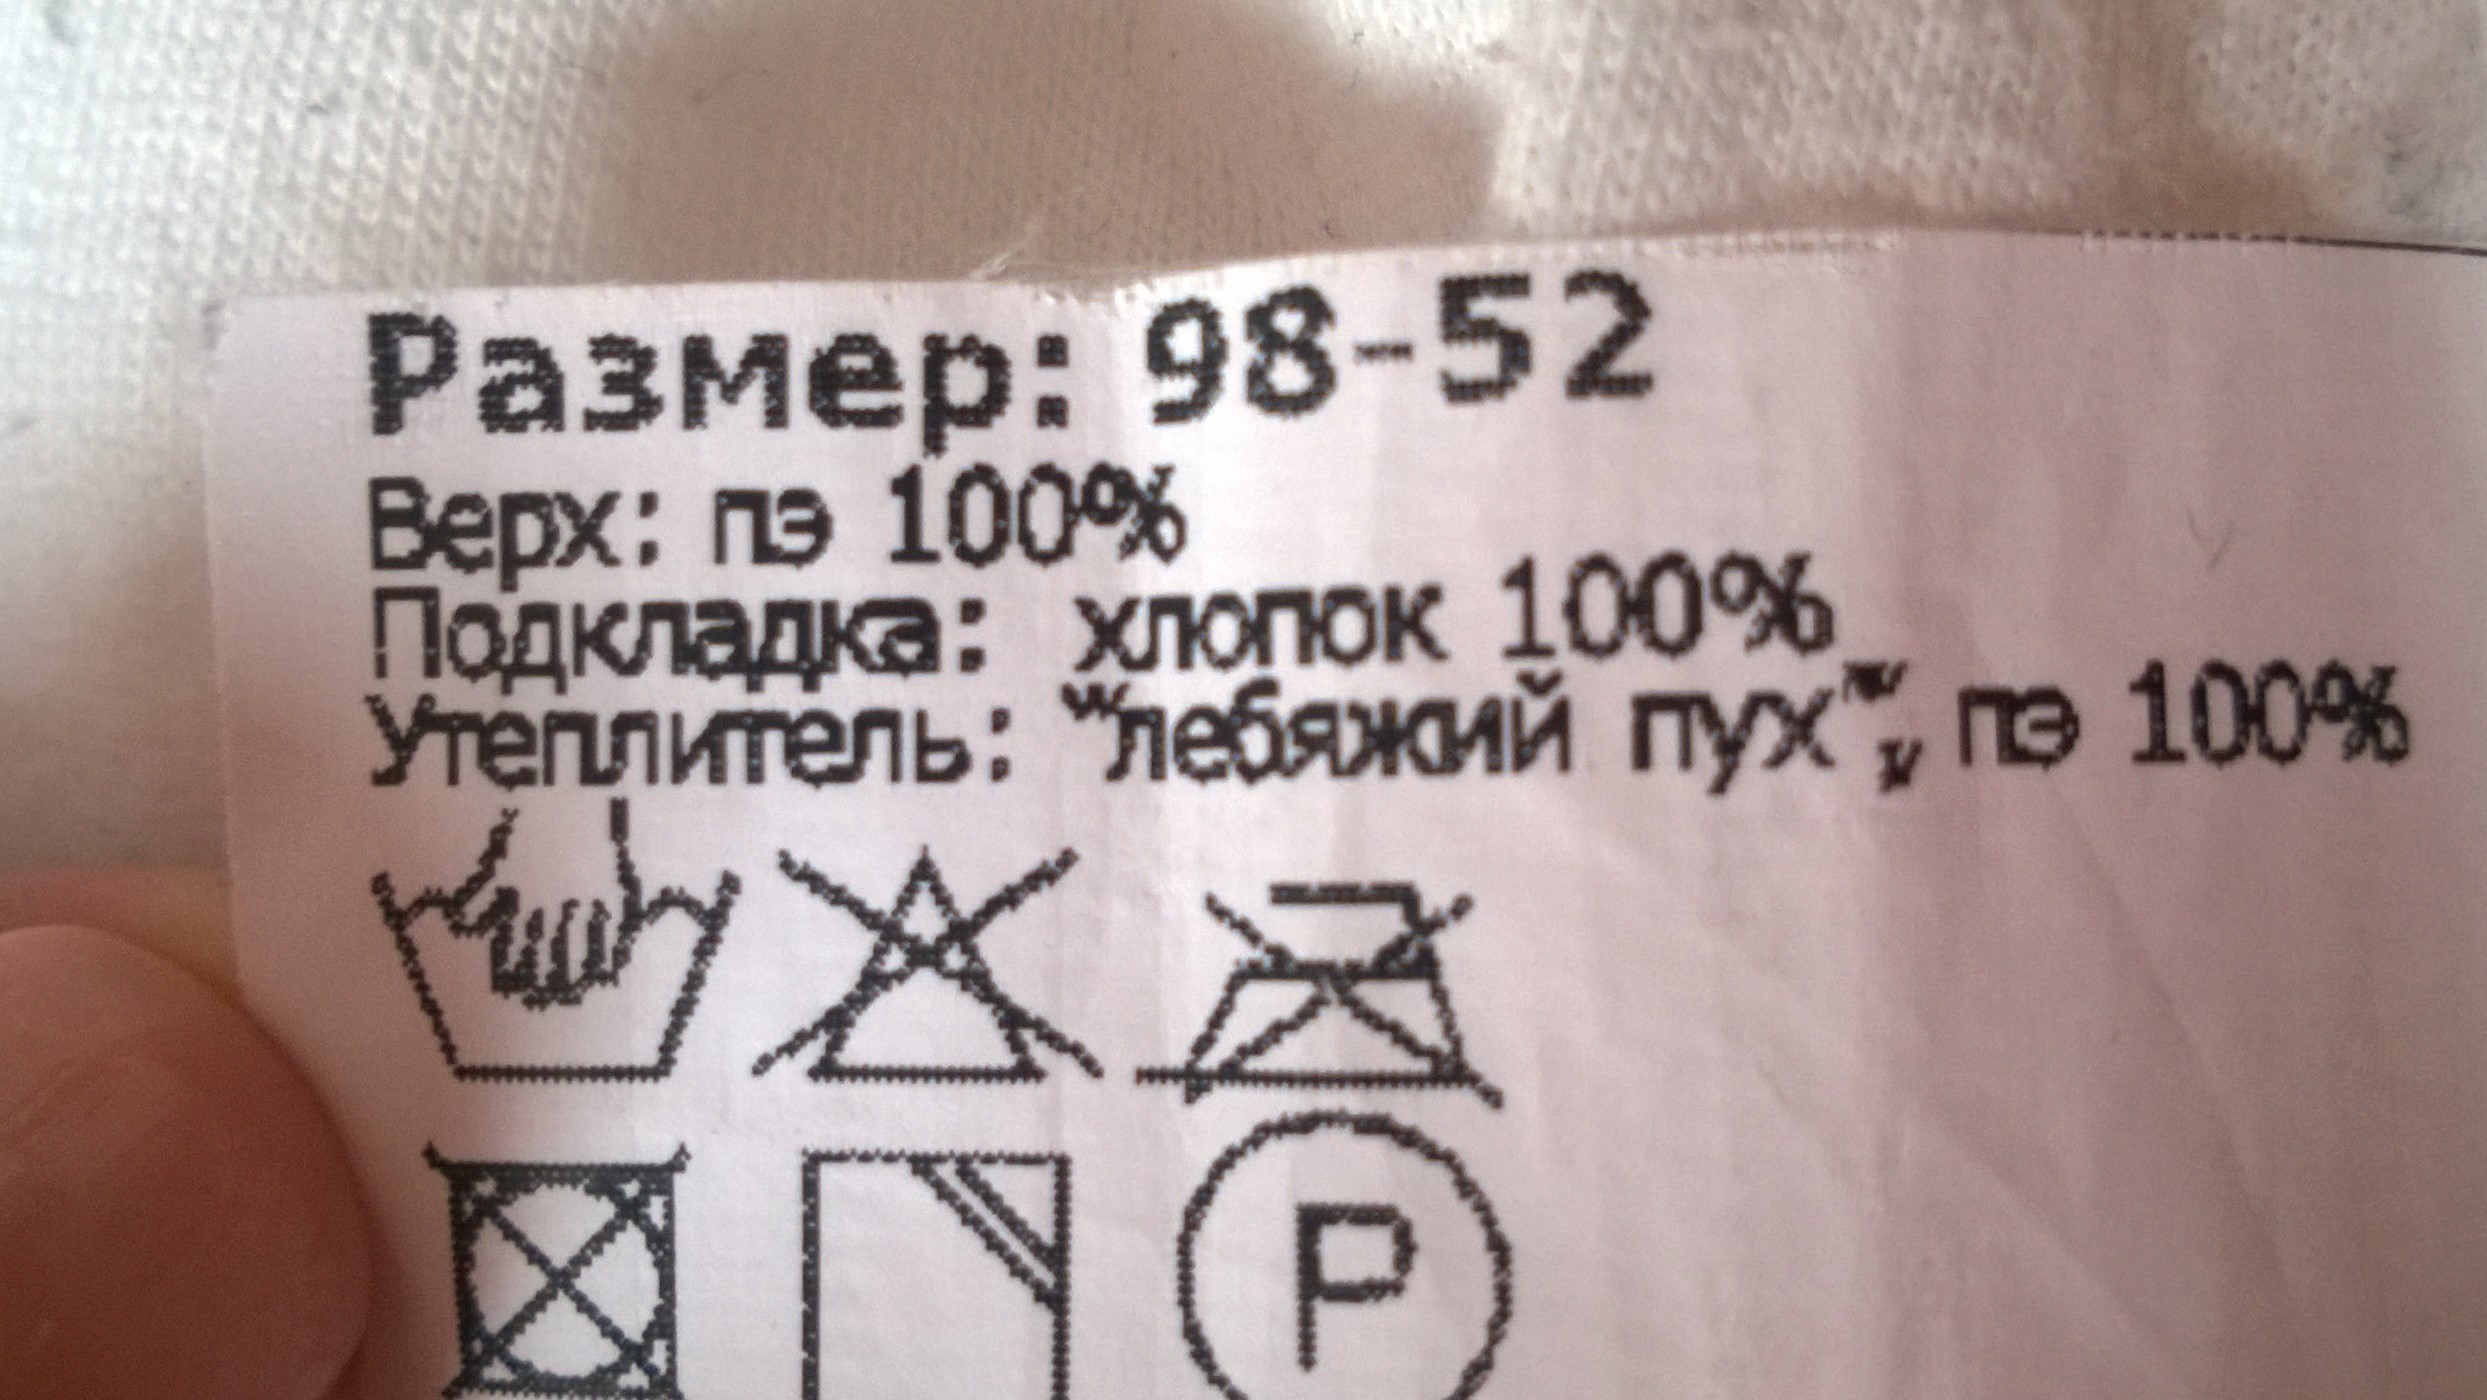 Размер: 98-52
Верх: пэ 100%
Подкладка: хлопок 100%
Утеплитель: "лебяжий пух", пэ 100%
P